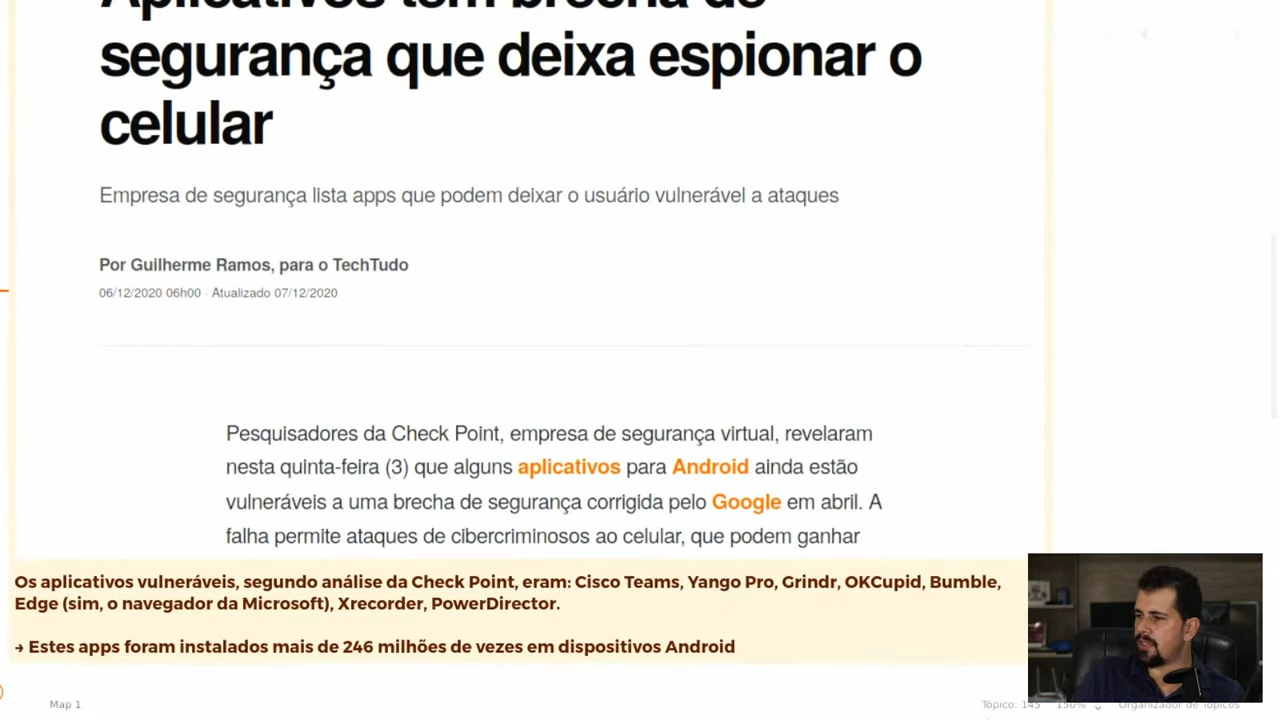 Aplicativos têm brecha de
segurança que deixa espionar o
celular
Empresa de segurança lista apps que podem deixar o usuário vulnerável a ataques
Por Guilherme Ramos, para o TechTudo
06/12/2020 06h00 · Atualizado 07/12/2020
Pesquisadores da Check Point, empresa de segurança virtual, revelaram
nesta quinta-feira (3) que alguns aplicativos para Android ainda estão
vulneráveis a uma brecha de segurança corrigida pelo Google em abril. A
falha permite ataques de cibercriminosos ao celular, que podem ganhar
Os aplicativos vulneráveis, segundo análise da Check Point, eram: Cisco Teams, Yango Pro, Grindr, OKCupid, Bumble,
Edge (sim, o navegador da Microsoft), Xrecorder, PowerDirector.
→ Estes apps foram instalados mais de 246 milhões de vezes em dispositivos Android
Map 1
Tópico: 145 150% Organizador de Tópicos